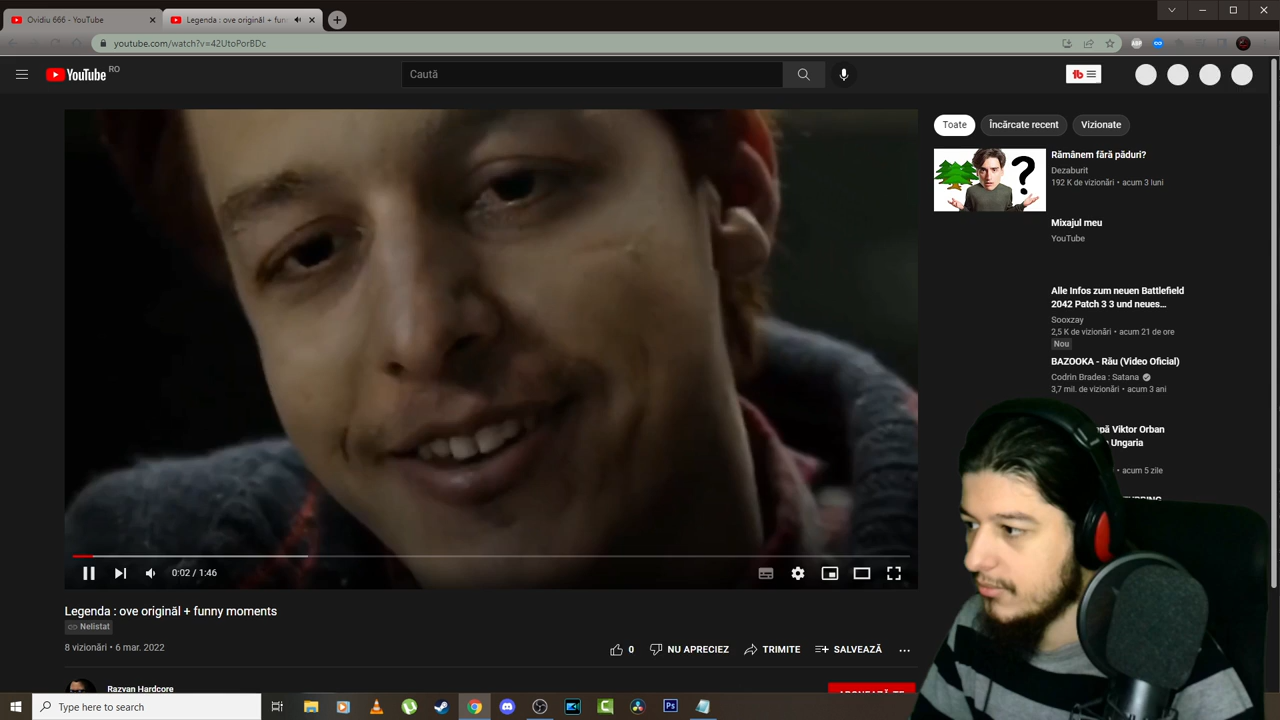 Ovidiu 666 - YouTube
Legenda : ove originăl + funn
youtube.com/watch?v=42UtoPorBDc
YouTube RO
Caută
Toate
Încărcate recent
Vizionate
Rămânem fără păduri?
Dezaburit
192 K de vizionări • acum 3 luni
Mixajul meu
YouTube
Alle Infos zum neuen Battlefield
2042 Patch 3 3 und neues...
Sooxzay
2,5 K de vizionări • acum 21 de ore
Nou
BAZOOKA - Rău (Video Oficial)
Codrin Bradea : Satana
3,7 mil. de vizionări • acum 3 ani
Viktor Orban
Ungaria
• acum 5 zile
0:02 / 1:46
Legenda : ove originăl + funny moments
Nelistat
8 vizionări • 6 mar. 2022
0
NU APRECIEZ
TRIMITE
SALVEAZĂ
Razvan Hardcore
Type here to search